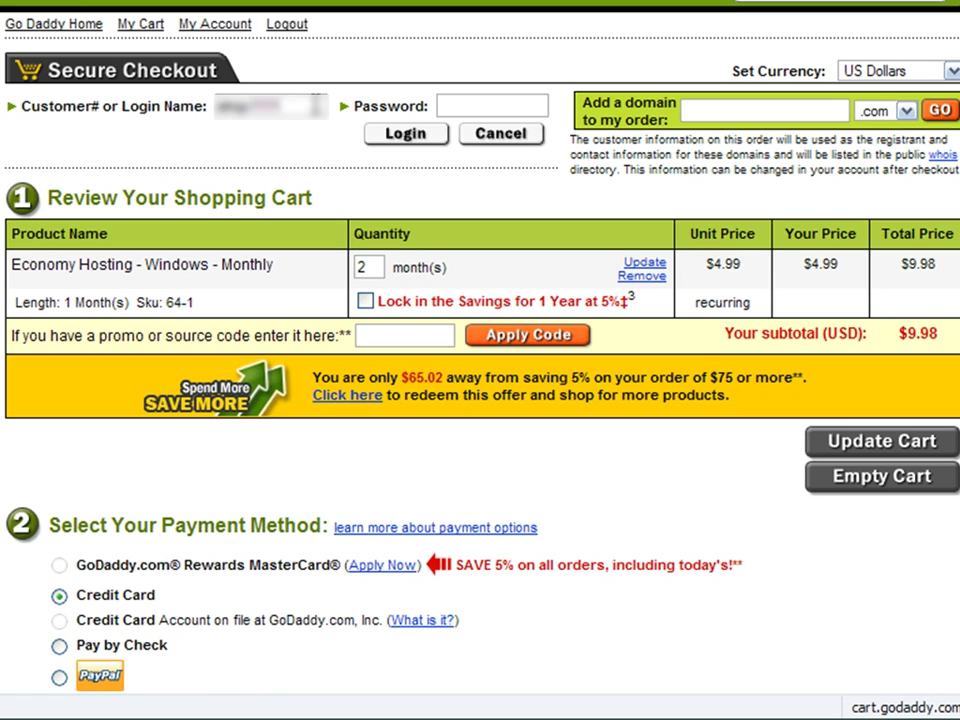 Go Daddy Home My Cart My Account Logout
Secure Checkout
Set Currency: US Dollars
Customer# or Login Name: Password:
Login Cancel
Add a domain
to my order: .com GO
The customer information on this order will be used as the registrant and
contact information for these domains and will be listed in the public whois
directory. This information can be changed in your account after checkout
1 Review Your Shopping Cart
Product Name Quantity Unit Price Your Price Total Price
Economy Hosting - Windows - Monthly 2 month(s) Update $4.99 $4.99 $9.98
Remove
Length: 1 Month(s) Sku: 64-1 Lock in the Savings for 1 Year at 5%‡3 recurring
If you have a promo or source code enter it here:** Apply Code Your subtotal (USD): $9.98
Spend More
SAVE MORE
You are only $65.02 away from saving 5% on your order of $75 or more**.
Click here to redeem this offer and shop for more products.
Update Cart
Empty Cart
2 Select Your Payment Method: learn more about payment options
GoDaddy.com® Rewards MasterCard® (Apply Now) SAVE 5% on all orders, including today's!**
Credit Card
Credit Card Account on file at GoDaddy.com, Inc. (What is it?)
Pay by Check
PayPal
cart.godaddy.com